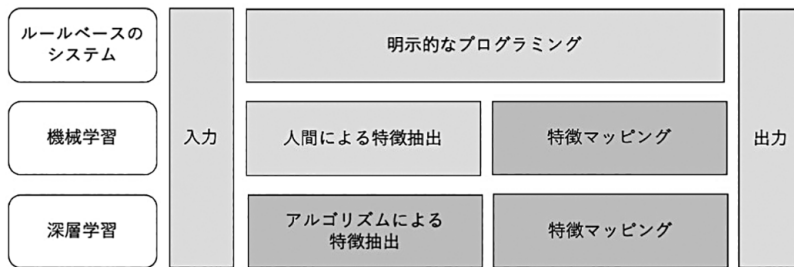 ルールベースの
システム
入力
明示的なプログラミング
出力
機械学習
人間による特徴抽出
特徴マッピング
深層学習
アルゴリズムによる
特徴抽出
特徴マッピング